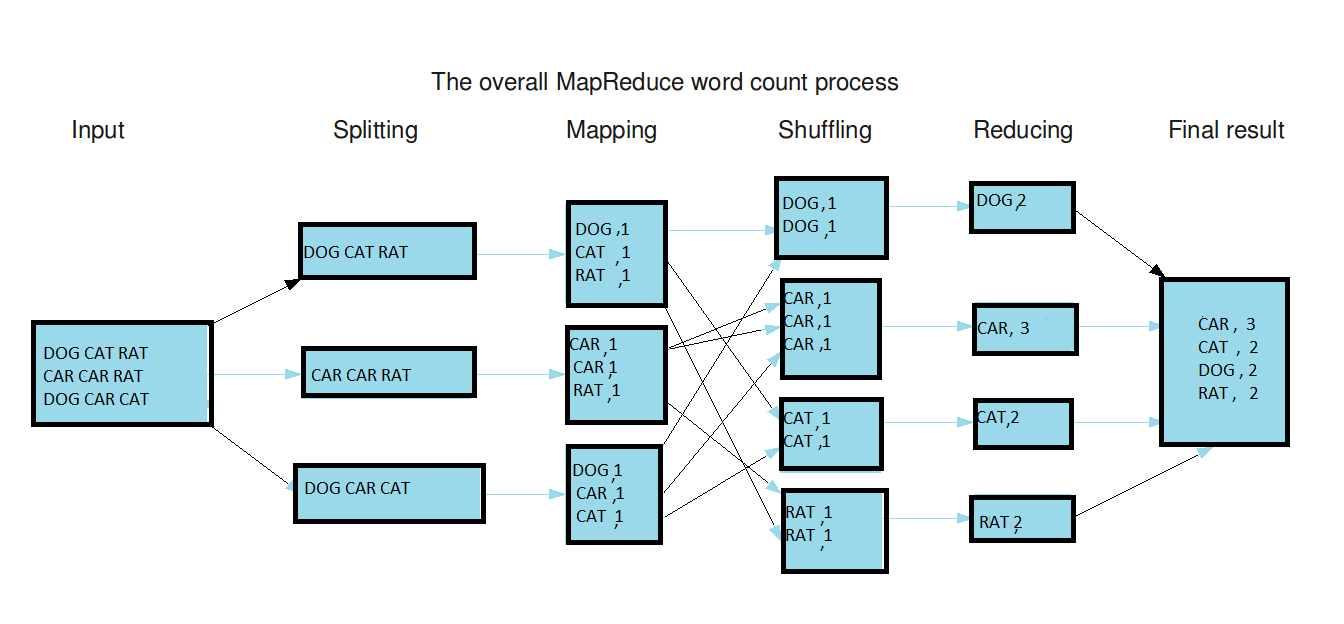 The overall MapReduce word count process
Input
Splitting
Mapping
Shuffling
Reducing
Final result
DOG CAT RAT
CAR CAR RAT
DOG CAR CAT
DOG CAT RAT
CAR CAR RAT
DOG CAR CAT
DOG ,1
CAT ,1
RAT ,1
CAR ,1
CAR,1
RAT ,1
DOG,1
CAR ,1
CAT ,1
DOG,1
DOG ,1
CAR ,1
CAR ,1
CAR ,1
CAT ,1
CAT ,1
RAT ,1
RAT ,1
DOG,2
CAR, 3
CAT,2
RAT,2
CAR , 3
CAT , 2
DOG , 2
RAT , 2